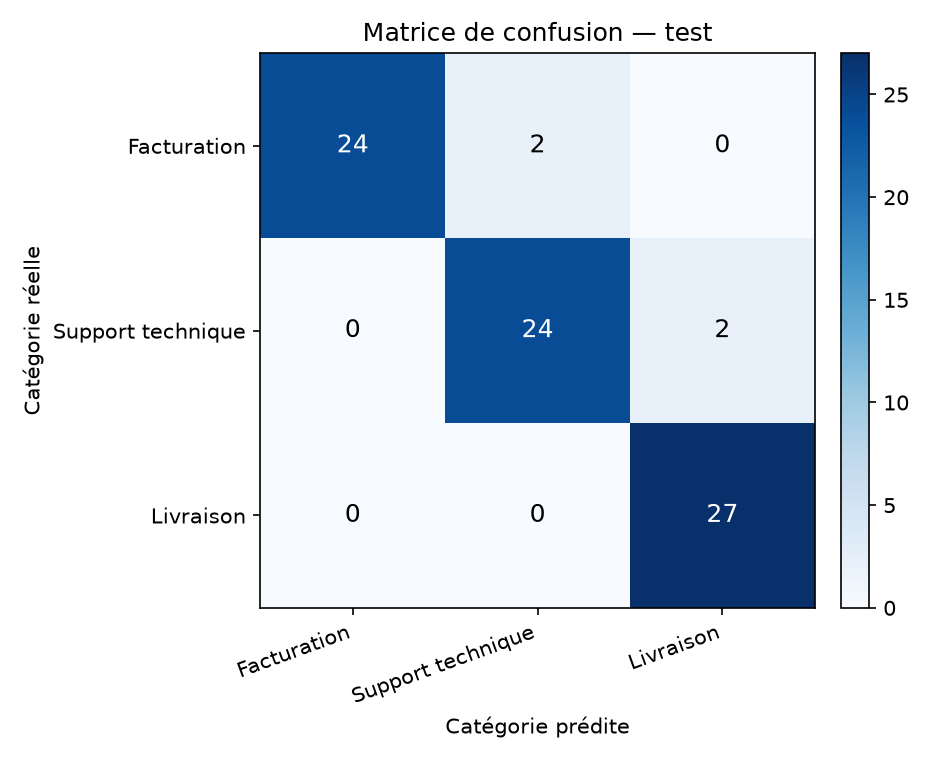 Matrice de confusion — test
Catégorie réelle
Facturation
24
2
0
Support technique
0
24
2
Livraison
0
0
27
Facturation
Support technique
Livraison
Catégorie prédite
25
20
15
10
5
0